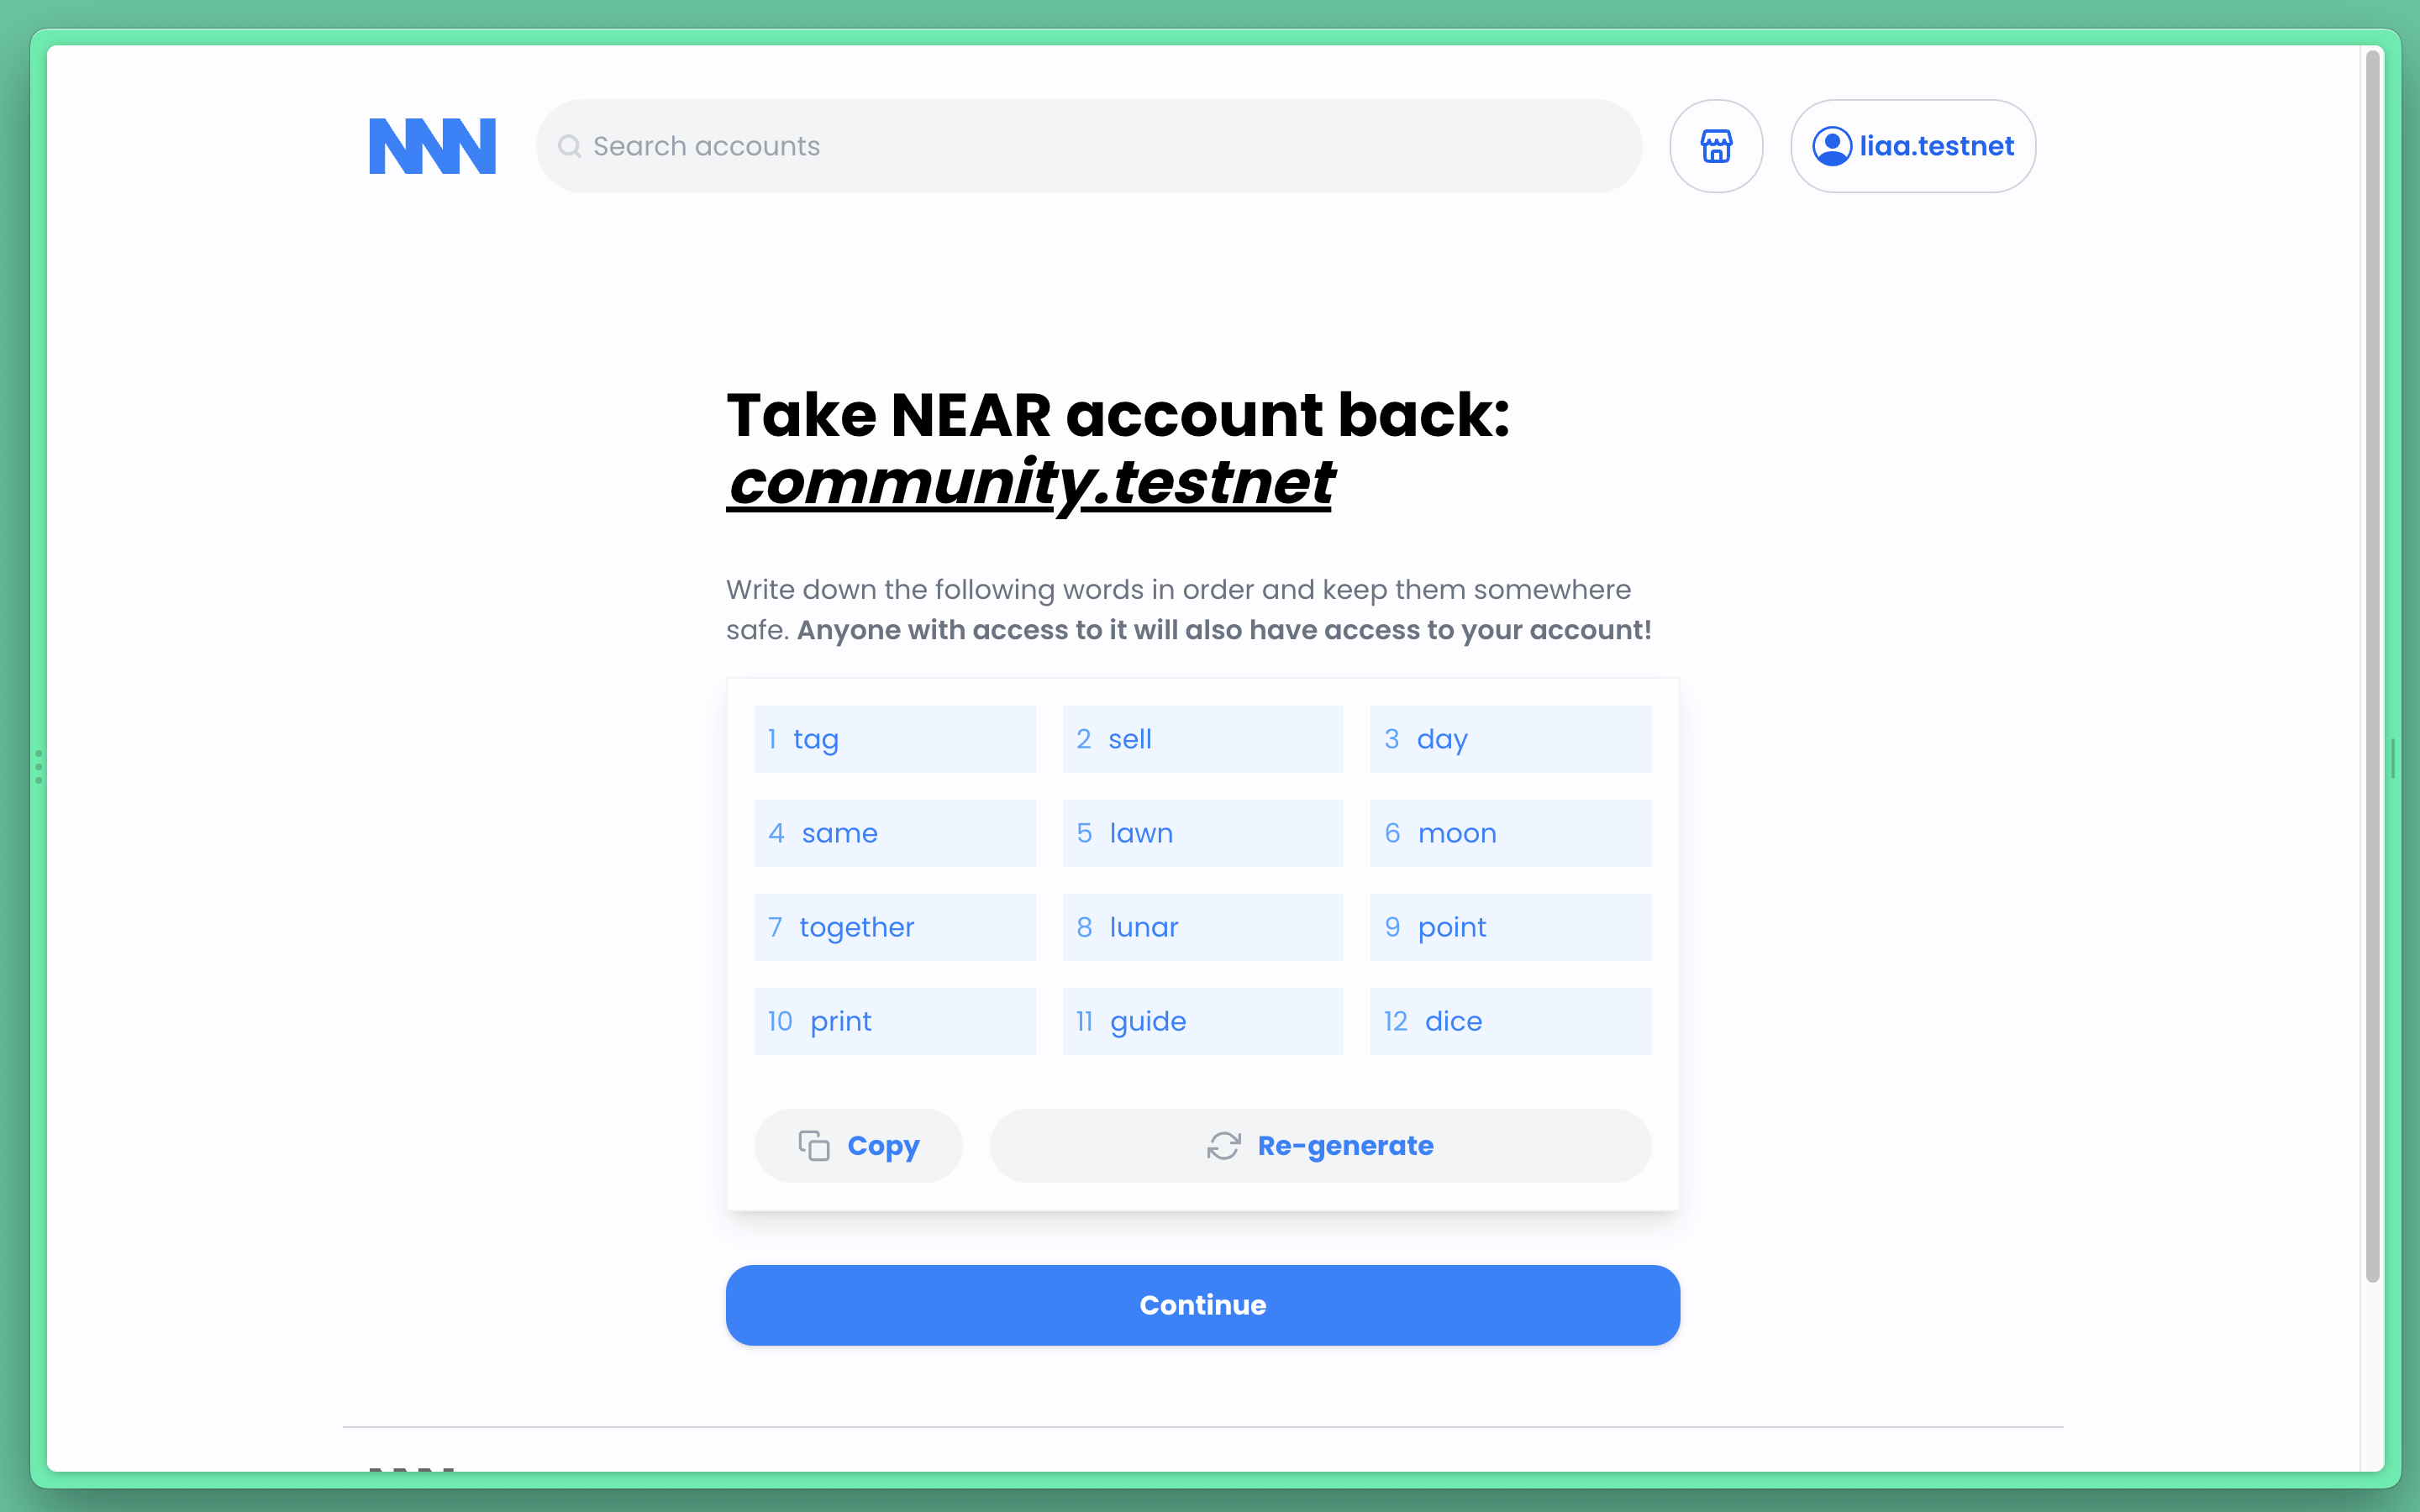 NNN
Search accounts
liaa.testnet
Take NEAR account back:
community.testnet
Write down the following words in order and keep them somewhere
safe. Anyone with access to it will also have access to your account!
1 tag
2 sell
3 day
4 same
5 lawn
6 moon
7 together
8 lunar
9 point
10 print
11 guide
12 dice
Copy
Re-generate
Continue